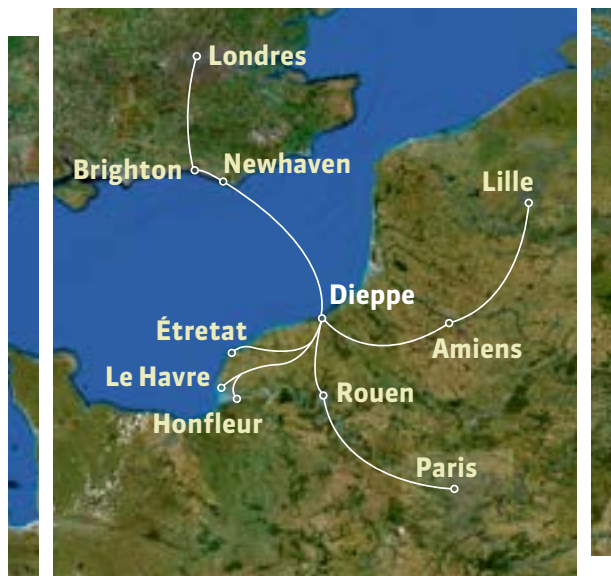 Londres
Brighton
Newhaven
Lille
Dieppe
Étretat
Amiens
Le Havre
Rouen
Honfleur
Paris